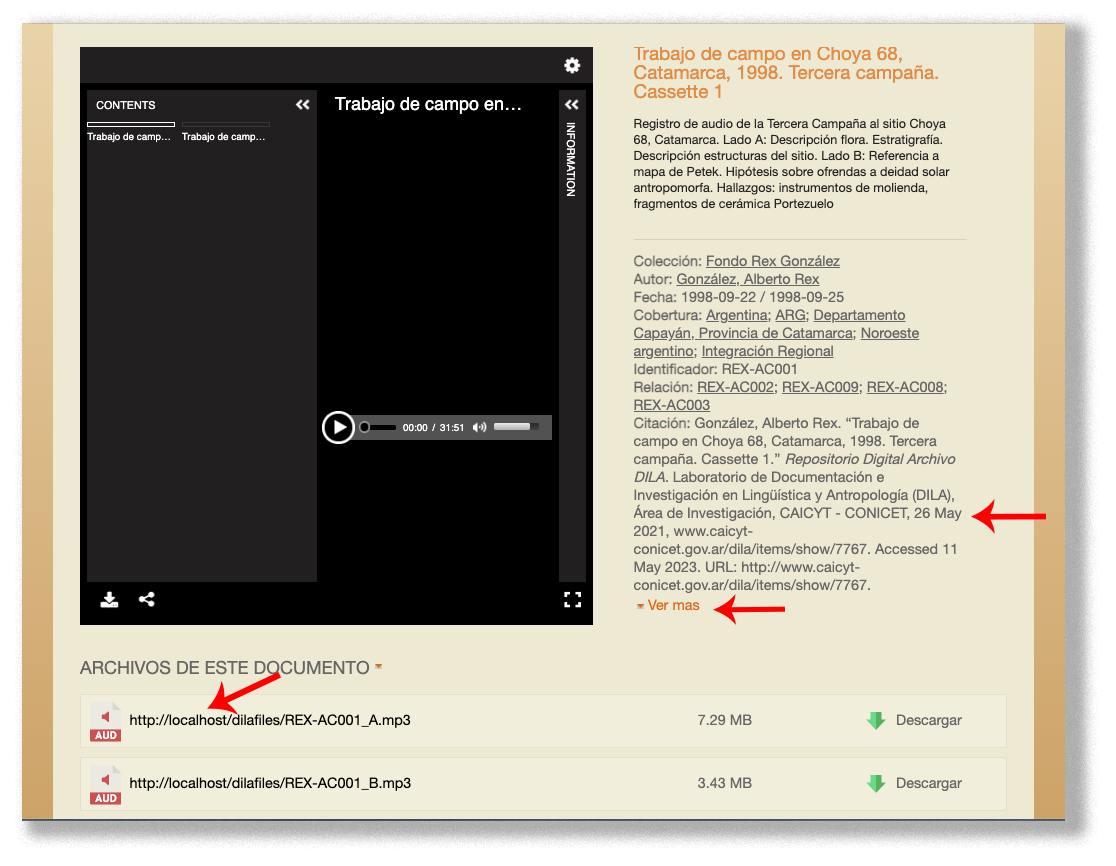 CONTENTS
Trabajo de camp...
Trabajo de camp...
Trabajo de campo en...
INFORMATION
00:00 / 31:51
Trabajo de campo en Choya 68,
Catamarca, 1998. Tercera campaña.
Cassette 1
Registro de audio de la Tercera Campaña al sitio Choya
68, Catamarca. Lado A: Descripción flora. Estratigrafía.
Descripción estructuras del sitio. Lado B: Referencia a
mapa de Petek. Hipótesis sobre ofrendas a deidad solar
antropomorfa. Hallazgos: instrumentos de molienda,
fragmentos de cerámica Portezuelo
Colección: Fondo Rex González
Autor: González, Alberto Rex
Fecha: 1998-09-22 / 1998-09-25
Cobertura: Argentina; ARG; Departamento
Capayán, Provincia de Catamarca; Noroeste
argentino; Integración Regional
Identificador: REX-AC001
Relación: REX-AC002; REX-AC009; REX-AC008;
REX-AC003
Citación: González, Alberto Rex. “Trabajo de
campo en Choya 68, Catamarca, 1998. Tercera
campaña. Cassette 1.” Repositorio Digital Archivo
DILA. Laboratorio de Documentación e
Investigación en Lingüística y Antropología (DILA),
Área de Investigación, CAICYT - CONICET, 26 May
2021, www.caicyt-
conicet.gov.ar/dila/items/show/7767. Accessed 11
May 2023. URL: http://www.caicyt-
conicet.gov.ar/dila/items/show/7767.
Ver mas
ARCHIVOS DE ESTE DOCUMENTO
AUD http://localhost/dilafiles/REX-AC001_A.mp3 7.29 MB Descargar
AUD http://localhost/dilafiles/REX-AC001_B.mp3 3.43 MB Descargar